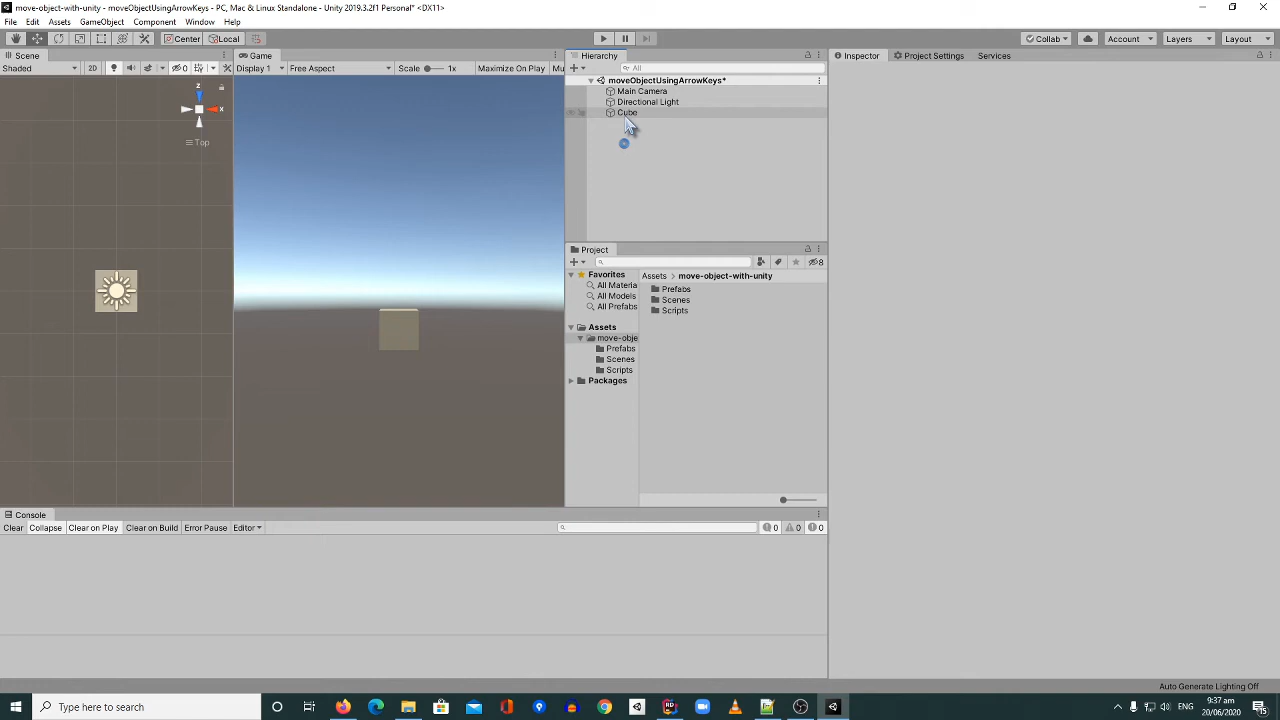 move-object-with-unity - moveObjectUsingArrowKeys - PC, Mac & Linux Standalone - Unity 2019.3.2f1 Personal* <DX11>
File Edit Assets GameObject Component Window Help
Center Local Collab Account Layers Layout
Scene Game Hierarchy Inspector Project Settings Services
Shaded 2D 0 Display 1 Free Aspect Scale 1x Maximize On Play Mu All
moveObjectUsingArrowKeys*
Main Camera
Directional Light
Cube
z
x
Top
Project
8
Favorites Assets > move-object-with-unity
All Materia Prefabs
All Models Scenes
All Prefabs Scripts
Assets
move-obje
Prefabs
Scenes
Scripts
Packages
Console
Clear Collapse Clear on Play Clear on Build Error Pause Editor 0 0 0
Auto Generate Lighting Off
Type here to search ENG 9:37 pm
20/06/2020